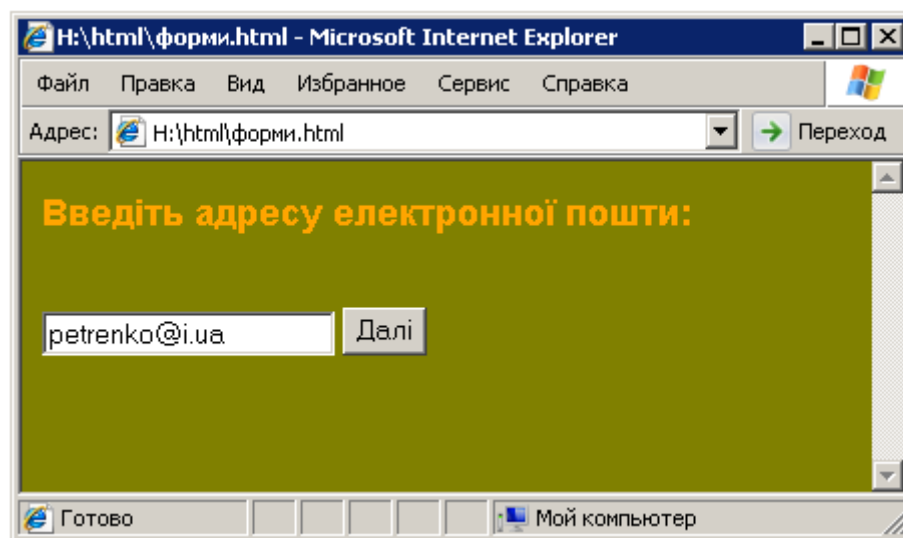 H:\html\форми.html - Microsoft Internet Explorer
Файл Правка Вид Избранное Сервис Справка
Адрес: H:\html\форми.html Переход
Введіть адресу електронної пошти:
petrenko@i.ua Далі
Готово Мой компьютер